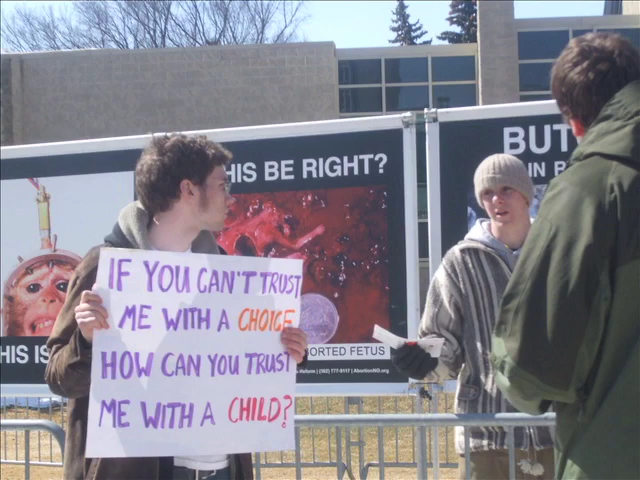 HIS BE RIGHT?
BUT
IN B
IF YOU CAN'T TRUST
ME WITH A CHOICE
HOW CAN YOU TRUST
ME WITH A CHILD?
HIS IS
BORTED FETUS